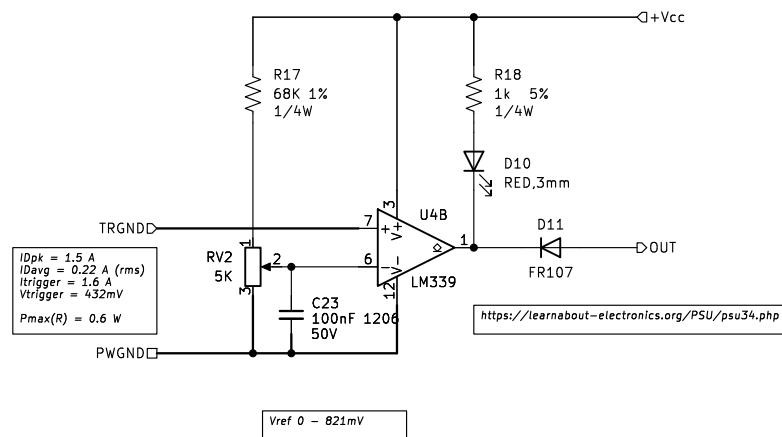 +Vcc
R17
68K 1%
1/4W
R18
1k 5%
1/4W
D10
RED,3mm
3
U4B
TRGND
7
+
V+
1
D11
OUT
IDpk = 1.5 A
IDavg = 0.22 A (rms)
Itrigger = 1.6 A
Vtrigger = 432mV
Pmax(R) = 0.6 W
RV2
5K
1
2
3
6
-
V-
12
LM339
FR107
C23
100nF 1206
50V
https://learnabout-electronics.org/PSU/psu34.php
PWGND
Vref 0 - 821mV